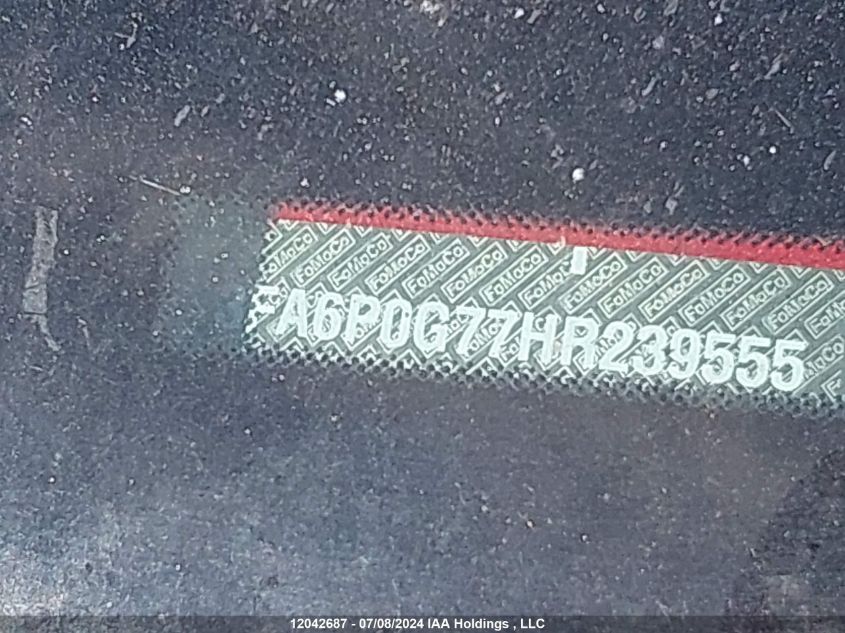 FA6P0G77HR239555
12042687 - 07/08/2024 IAA Holdings , LLC